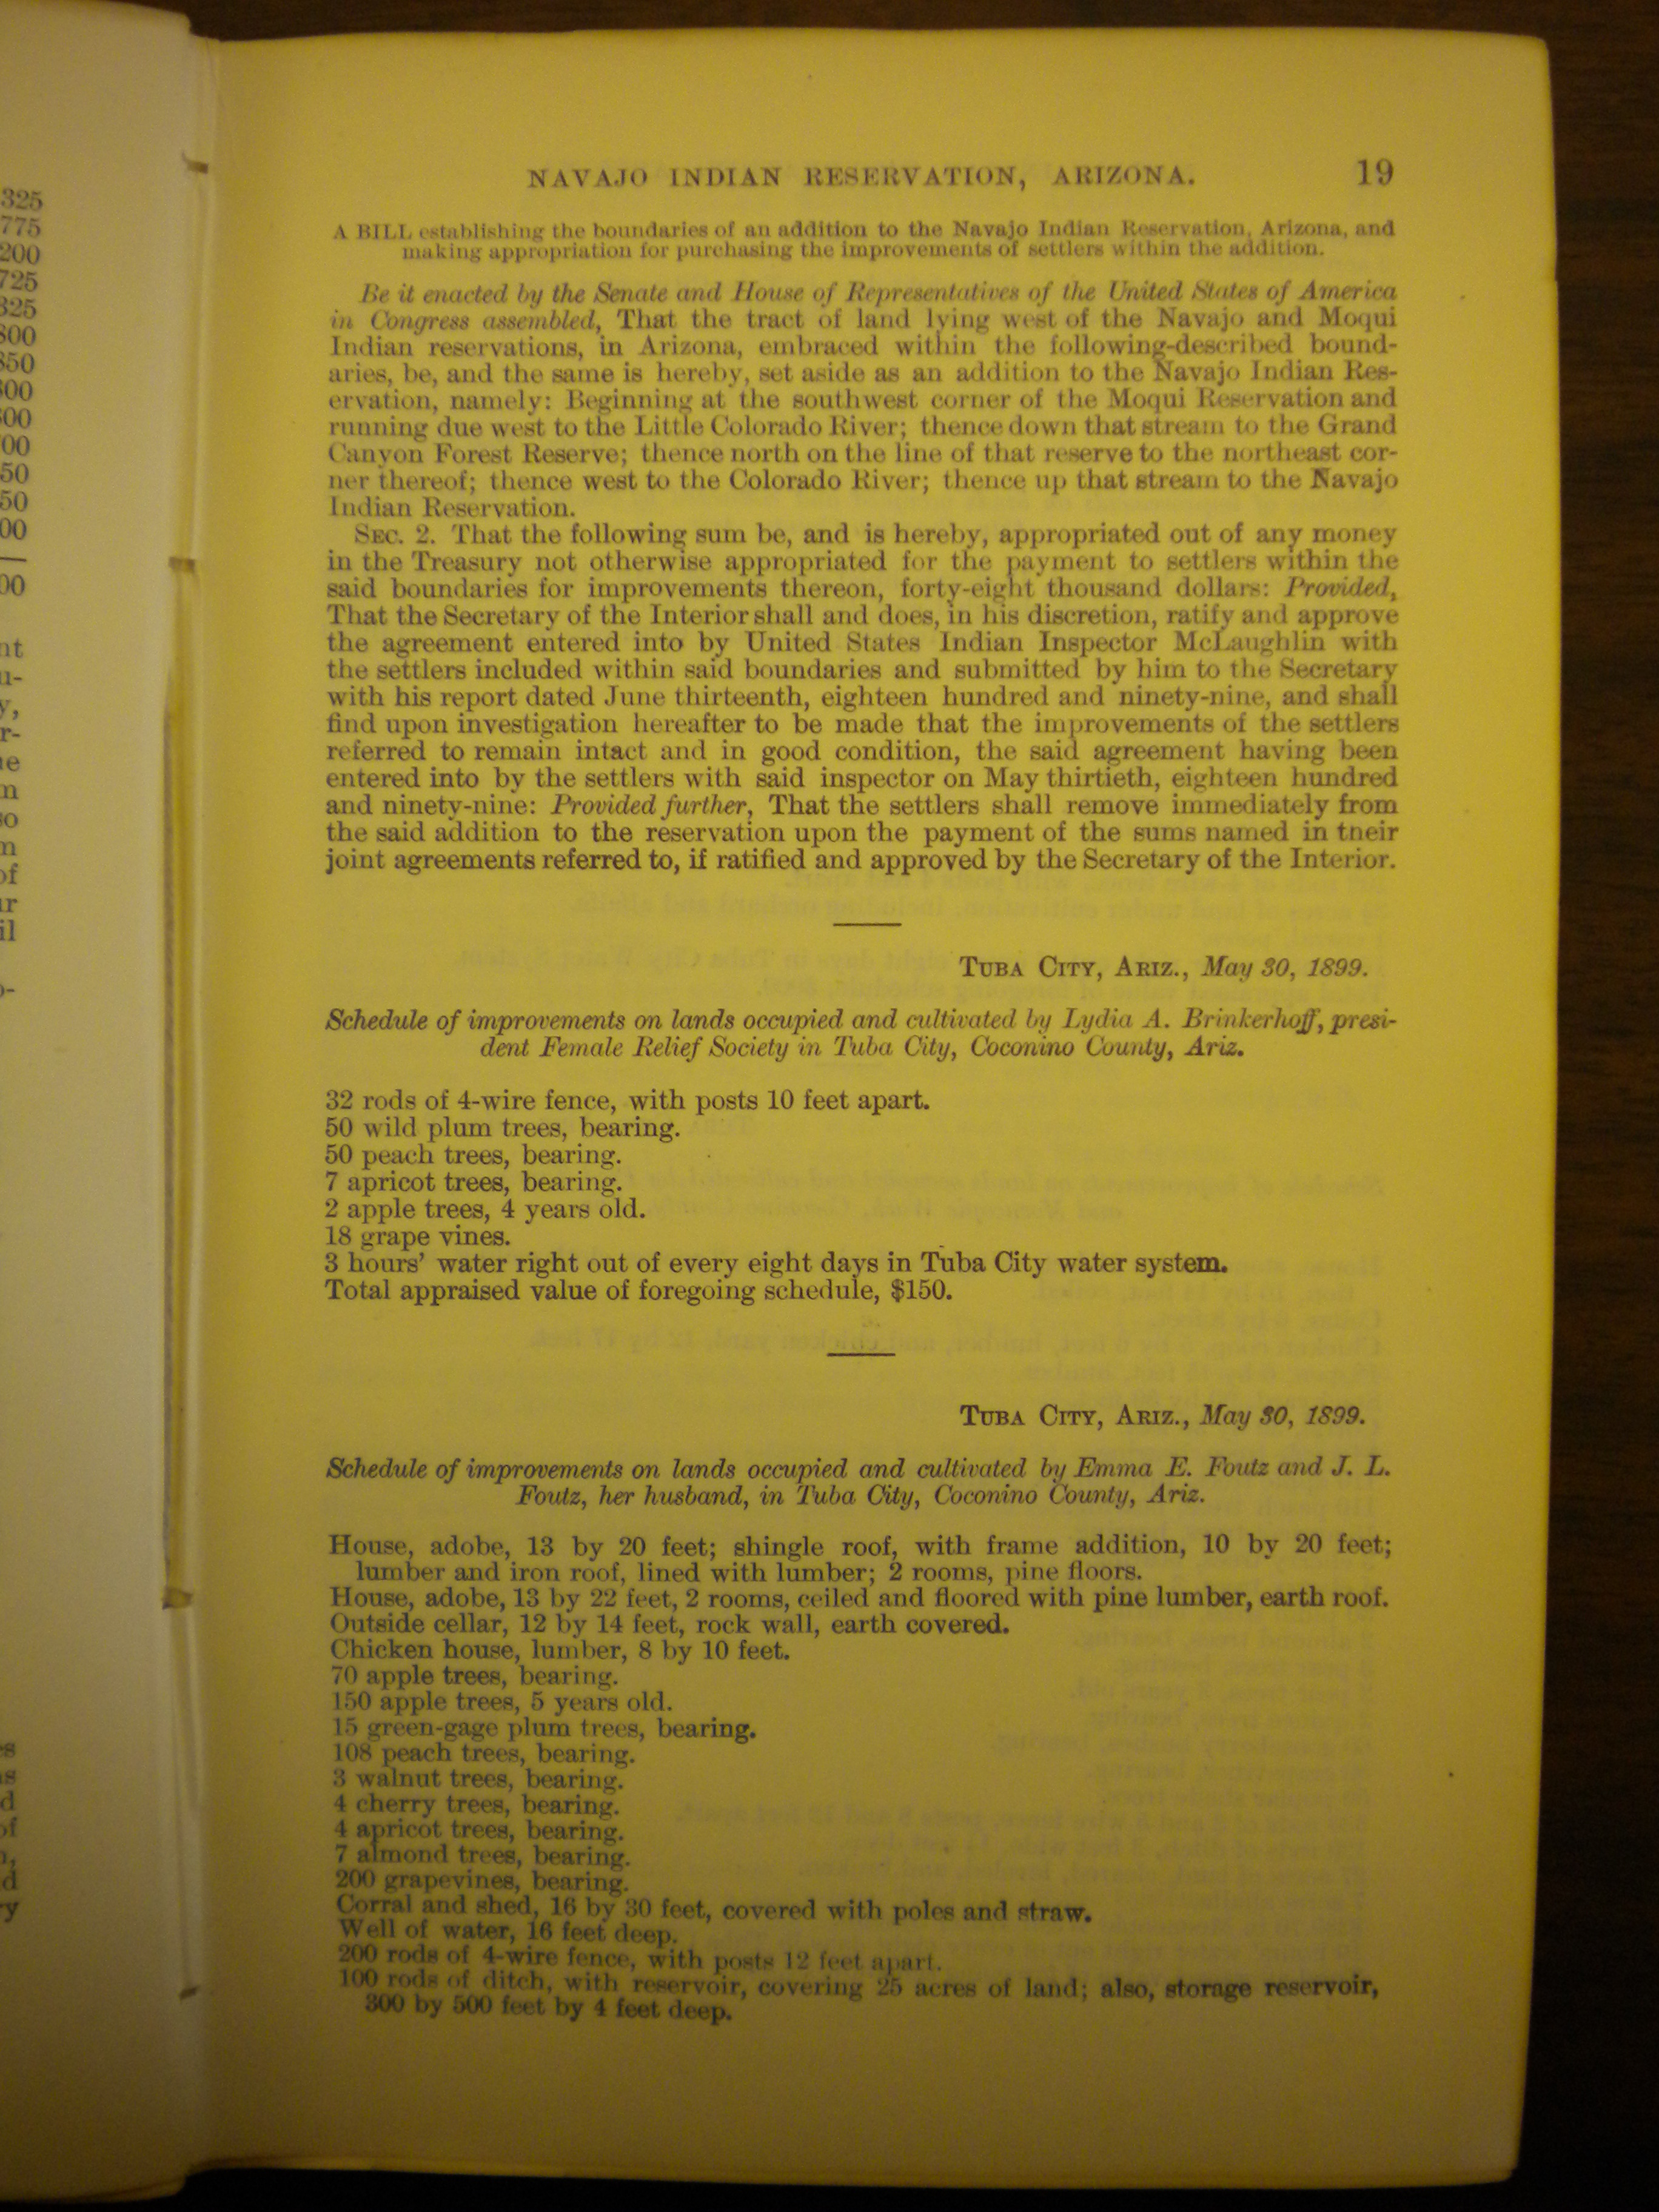 NAVAJO INDIAN RESERVATION, ARIZONA. 19
A BILL establishing the boundaries of an addition to the Navajo Indian Reservation, Arizona, and
making appropriation for purchasing the improvements of settlers within the addition.
Be it enacted by the Senate and House of Representatives of the United States of America
in Congress assembled, That the tract of land lying west of the Navajo and Moqui
Indian reservations, in Arizona, embraced within the following-described bound-
aries, be, and the same is hereby, set aside as an addition to the Navajo Indian Res-
ervation, namely: Beginning at the southwest corner of the Moqui Reservation and
running due west to the Little Colorado River; thence down that stream to the Grand
Canyon Forest Reserve; thence north on the line of that reserve to the northeast cor-
ner thereof; thence west to the Colorado River; thence up that stream to the Navajo
Indian Reservation.
SEC. 2. That the following sum be, and is hereby, appropriated out of any money
in the Treasury not otherwise appropriated for the payment to settlers within the
said boundaries for improvements thereon, forty-eight thousand dollars: Provided,
That the Secretary of the Interior shall and does, in his discretion, ratify and approve
the agreement entered into by United States Indian Inspector McLaughlin with
the settlers included within said boundaries and submitted by him to the Secretary
with his report dated June thirteenth, eighteen hundred and ninety-nine, and shall
find upon investigation hereafter to be made that the improvements of the settlers
referred to remain intact and in good condition, the said agreement having been
entered into by the settlers with said inspector on May thirtieth, eighteen hundred
and ninety-nine: Provided further, That the settlers shall remove immediately from
the said addition to the reservation upon the payment of the sums named in tneir
joint agreements referred to, if ratified and approved by the Secretary of the Interior.
TUBA CITY, ARIZ., May 30, 1899.
Schedule of improvements on lands occupied and cultivated by Lydia A. Brinkerhoff, presi-
dent Female Relief Society in Tuba City, Coconino County, Ariz.
32 rods of 4-wire fence, with posts 10 feet apart.
50 wild plum trees, bearing.
50 peach trees, bearing.
7 apricot trees, bearing.
2 apple trees, 4 years old.
18 grape vines.
3 hours' water right out of every eight days in Tuba City water system.
Total appraised value of foregoing schedule, $150.
TUBA CITY, ARIZ., May 30, 1899.
Schedule of improvements on lands occupied and cultivated by Emma E. Foutz and J. L.
Foutz, her husband, in Tuba City, Coconino County, Ariz.
House, adobe, 13 by 20 feet; shingle roof, with frame addition, 10 by 20 feet;
lumber and iron roof, lined with lumber; 2 rooms, pine floors.
House, adobe, 13 by 22 feet, 2 rooms, ceiled and floored with pine lumber, earth roof.
Outside cellar, 12 by 14 feet, rock wall, earth covered.
Chicken house, lumber, 8 by 10 feet.
70 apple trees, bearing.
150 apple trees, 5 years old.
15 green-gage plum trees, bearing.
108 peach trees, bearing.
3 walnut trees, bearing.
4 cherry trees, bearing.
4 apricot trees, bearing.
7 almond trees, bearing.
200 grapevines, bearing.
Corral and shed, 16 by 30 feet, covered with poles and straw.
Well of water, 16 feet deep.
200 rods of 4-wire fence, with posts 12 feet apart.
100 rods of ditch, with reservoir, covering 25 acres of land; also, storage reservoir,
300 by 500 feet by 4 feet deep.